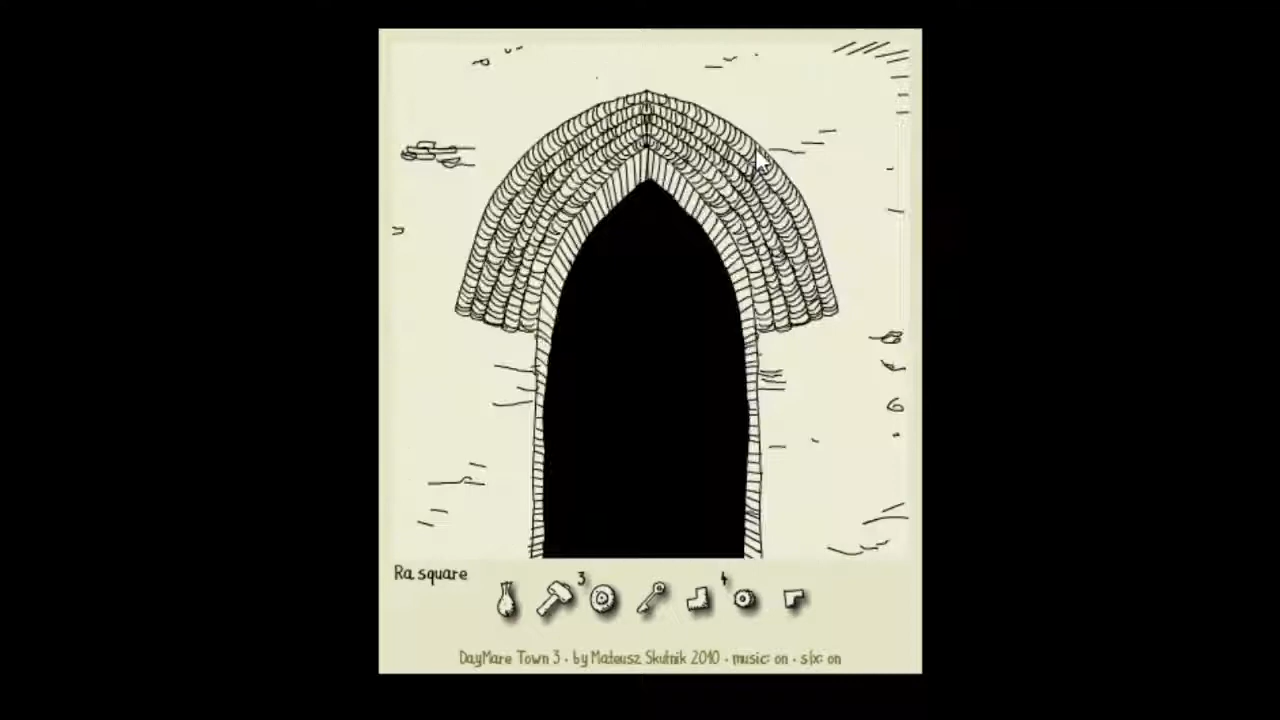 Ra square
3
4
DayMare Town 3 - by Mateusz Skutnik 2010 - music: on - sfx: on